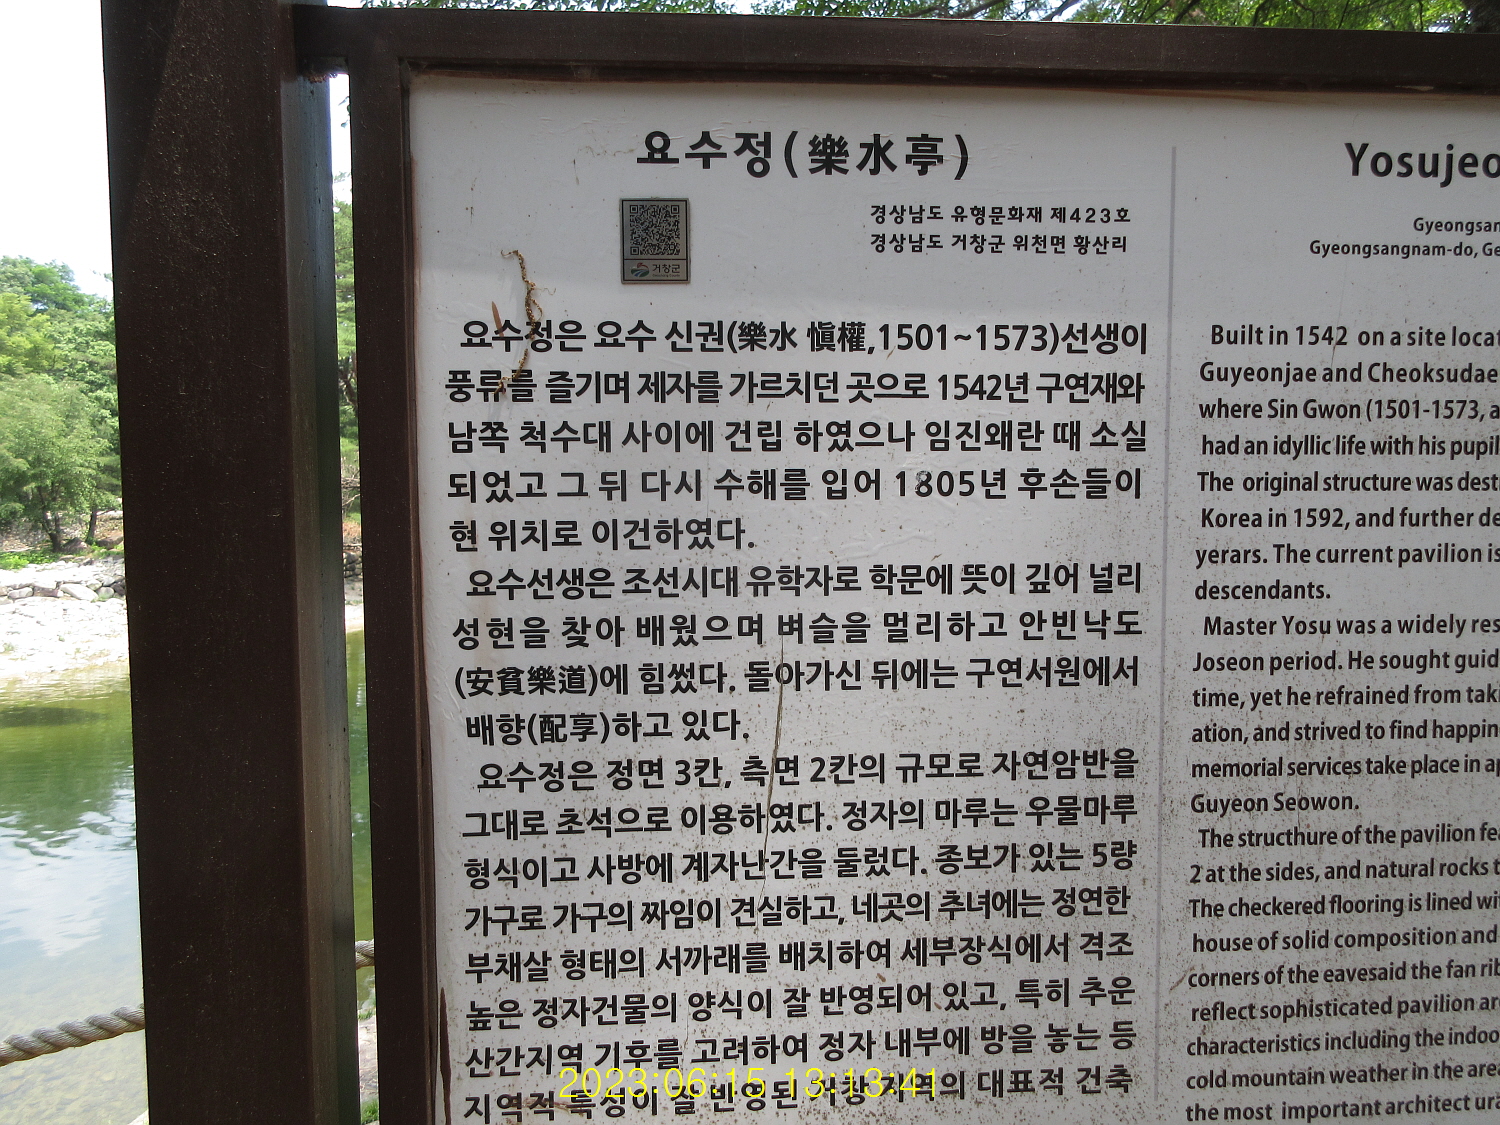 요수정(樂水亭)
경상남도 유형문화재 제423호
경상남도 거창군 위천면 황산리
거창군
요수정은 요수 신권(樂水 愼權,1501~1573)선생이
풍류를 즐기며 제자를 가르치던 곳으로 1542년 구연재와
남쪽 척수대 사이에 건립 하였으나 임진왜란 때 소실
되었고 그 뒤 다시 수해를 입어 1805년 후손들이
현 위치로 이건하였다.
요수선생은 조선시대 유학자로 학문에 뜻이 깊어 널리
성현을 찾아 배웠으며 벼슬을 멀리하고 안빈낙도
(安貧樂道)에 힘썼다. 돌아가신 뒤에는 구연서원에서
배향(配享)하고 있다.
요수정은 정면 3칸, 측면 2칸의 규모로 자연암반을
그대로 초석으로 이용하였다. 정자의 마루는 우물마루
형식이고 사방에 계자난간을 둘렀다. 종보가 있는 5량
가구로 가구의 짜임이 견실하고, 네곳의 추녀에는 정연한
부채살 형태의 서까래를 배치하여 세부장식에서 격조
높은 정자건물의 양식이 잘 반영되어 있고, 특히 추운
산간지역 기후를 고려하여 정자 내부에 방을 놓는 등
지역적 특성이 잘 반영된 거창 지역의 대표적 건축
Yosujeo
Gyeongsan
Gyeongsangnam-do, Ge
Built in 1542 on a site locat
Guyeonjae and Cheoksudae
where Sin Gwon (1501-1573, a
had an idyllic life with his pupil
The original structure was dest
Korea in 1592, and further de
yerars. The current pavilion is
descendants.
Master Yosu was a widely res
Joseon period. He sought guid
time, yet he refrained from taki
ation, and strived to find happin
memorial services take place in ap
Guyeon Seowon.
The structhure of the pavilion fe
2 at the sides, and natural rocks t
The checkered flooring is lined wi
house of solid composition and
corners of the eavesaid the fan rib
reflect sophisticated pavilion ar
characteristics including the indoo
cold mountain weather in the area
the most important architect ura
2023:06:15 13:13:41